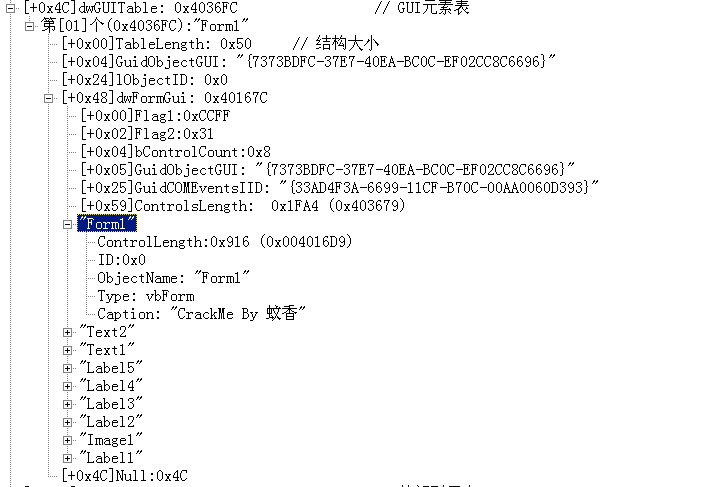 [+0x4C]dwGUITable: 0x4036FC // GUI元素表
第[01]个(0x4036FC):"Form1"
[+0x00]TableLength: 0x50 // 结构大小
[+0x04]GuidObjectGUI: "{7373BDFC-37E7-40EA-BC0C-EF02CC8C6696}"
[+0x24]lObjectID: 0x0
[+0x48]dwFormGui: 0x40167C
[+0x00]Flag1:0xCCFF
[+0x02]Flag2:0x31
[+0x04]bControlCount:0x8
[+0x05]GuidObjectGUI: "{7373BDFC-37E7-40EA-BC0C-EF02CC8C6696}"
[+0x25]GuidCOMEventsIID: "{33AD4F3A-6699-11CF-B70C-00AA0060D393}"
[+0x59]ControlsLength: 0x1FA4 (0x403679)
"Form1"
ControlLength:0x916 (0x004016D9)
ID:0x0
ObjectName: "Form1"
Type: vbForm
Caption: "CrackMe By 蚊香"
"Text2"
"Text1"
"Label5"
"Label4"
"Label3"
"Label2"
"Image1"
"Label1"
[+0x4C]Null:0x4C